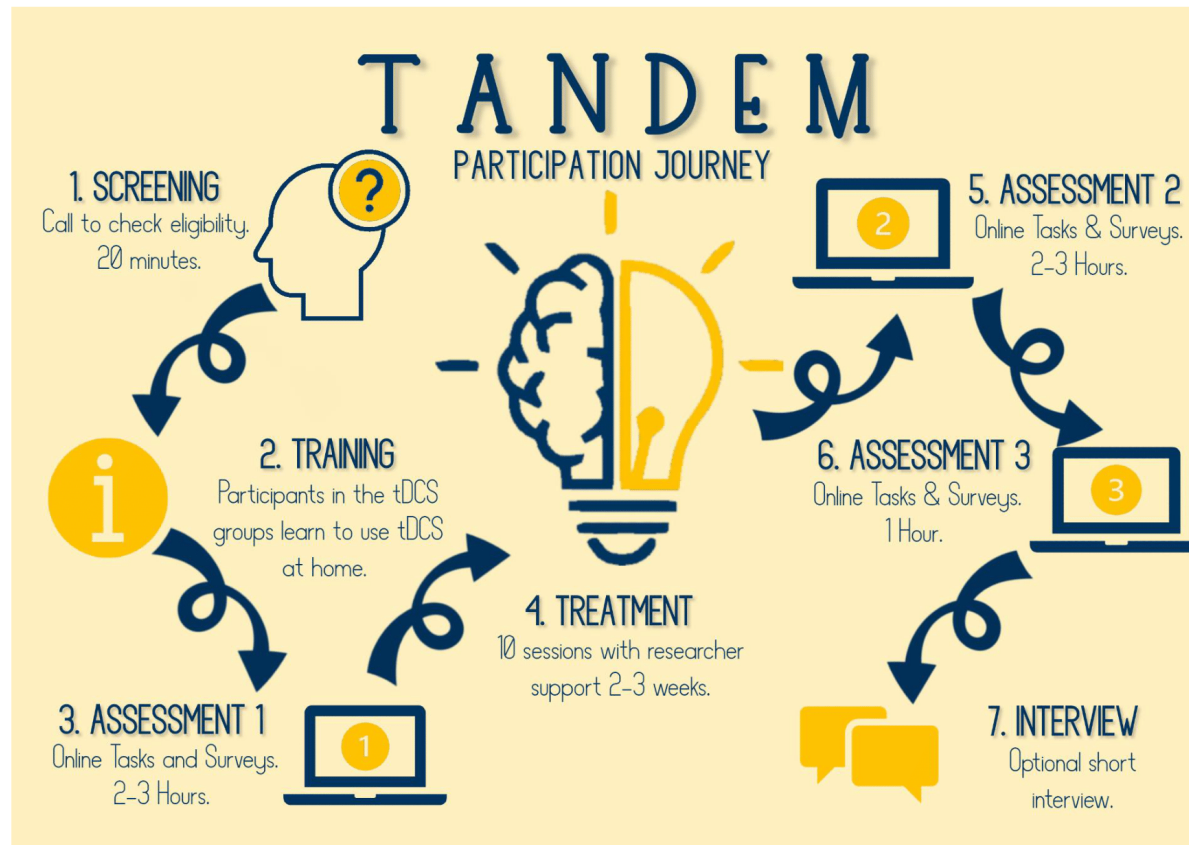 TANDEM
PARTICIPATION JOURNEY
1. SCREENING
Call to check eligibility.
20 minutes.
?
i
2. TRAINING
Participants in the tDCS
groups learn to use tDCS
at home.
3. ASSESSMENT 1
Online Tasks and Surveys.
2-3 Hours.
1
4. TREATMENT
10 sessions with researcher
support 2-3 weeks.
2
5. ASSESSMENT 2
Online Tasks & Surveys.
2-3 Hours.
6. ASSESSMENT 3
Online Tasks & Surveys.
1 Hour.
3
7. INTERVIEW
Optional short
interview.